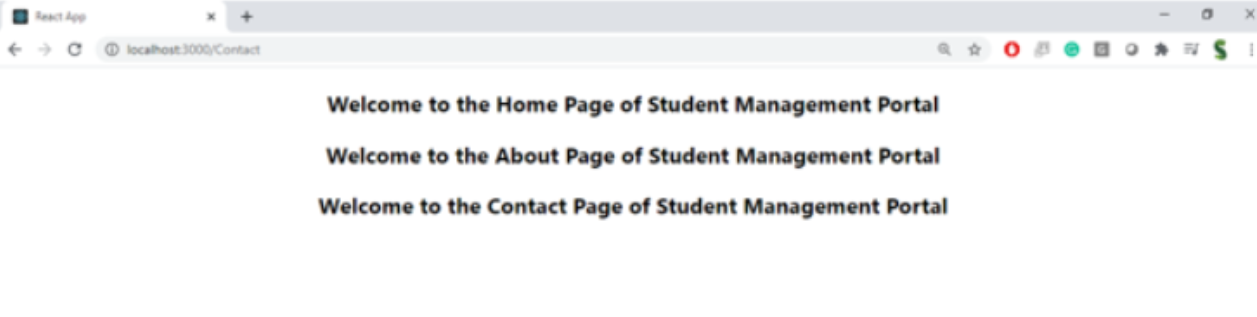 React App
localhost:3000/Contact
Welcome to the Home Page of Student Management Portal
Welcome to the About Page of Student Management Portal
Welcome to the Contact Page of Student Management Portal